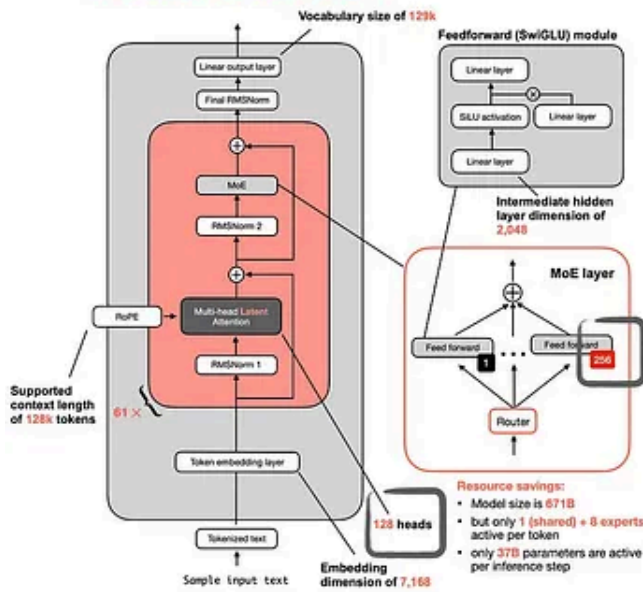 Vocabulary size of 129k
Linear output layer
Final RMSNorm
MoE
RMSNorm 2
Multi-head Latent
Attention
RoPE
RMSNorm 1
Supported
context length
of 128k tokens
61 ×
Token embedding layer
128 heads
Tokenized text
Sample input text
Embedding
dimension of 7,168
Feedforward (SwiGLU) module
Linear layer
SiLU activation
Linear layer
Linear layer
Intermediate hidden
layer dimension of
2,048
MoE layer
Feed forward
1
Feed forward
256
Router
Resource savings:
• Model size is 671B
• but only 1 (shared) + 8 experts
active per token
• only 37B parameters are active
per inference step